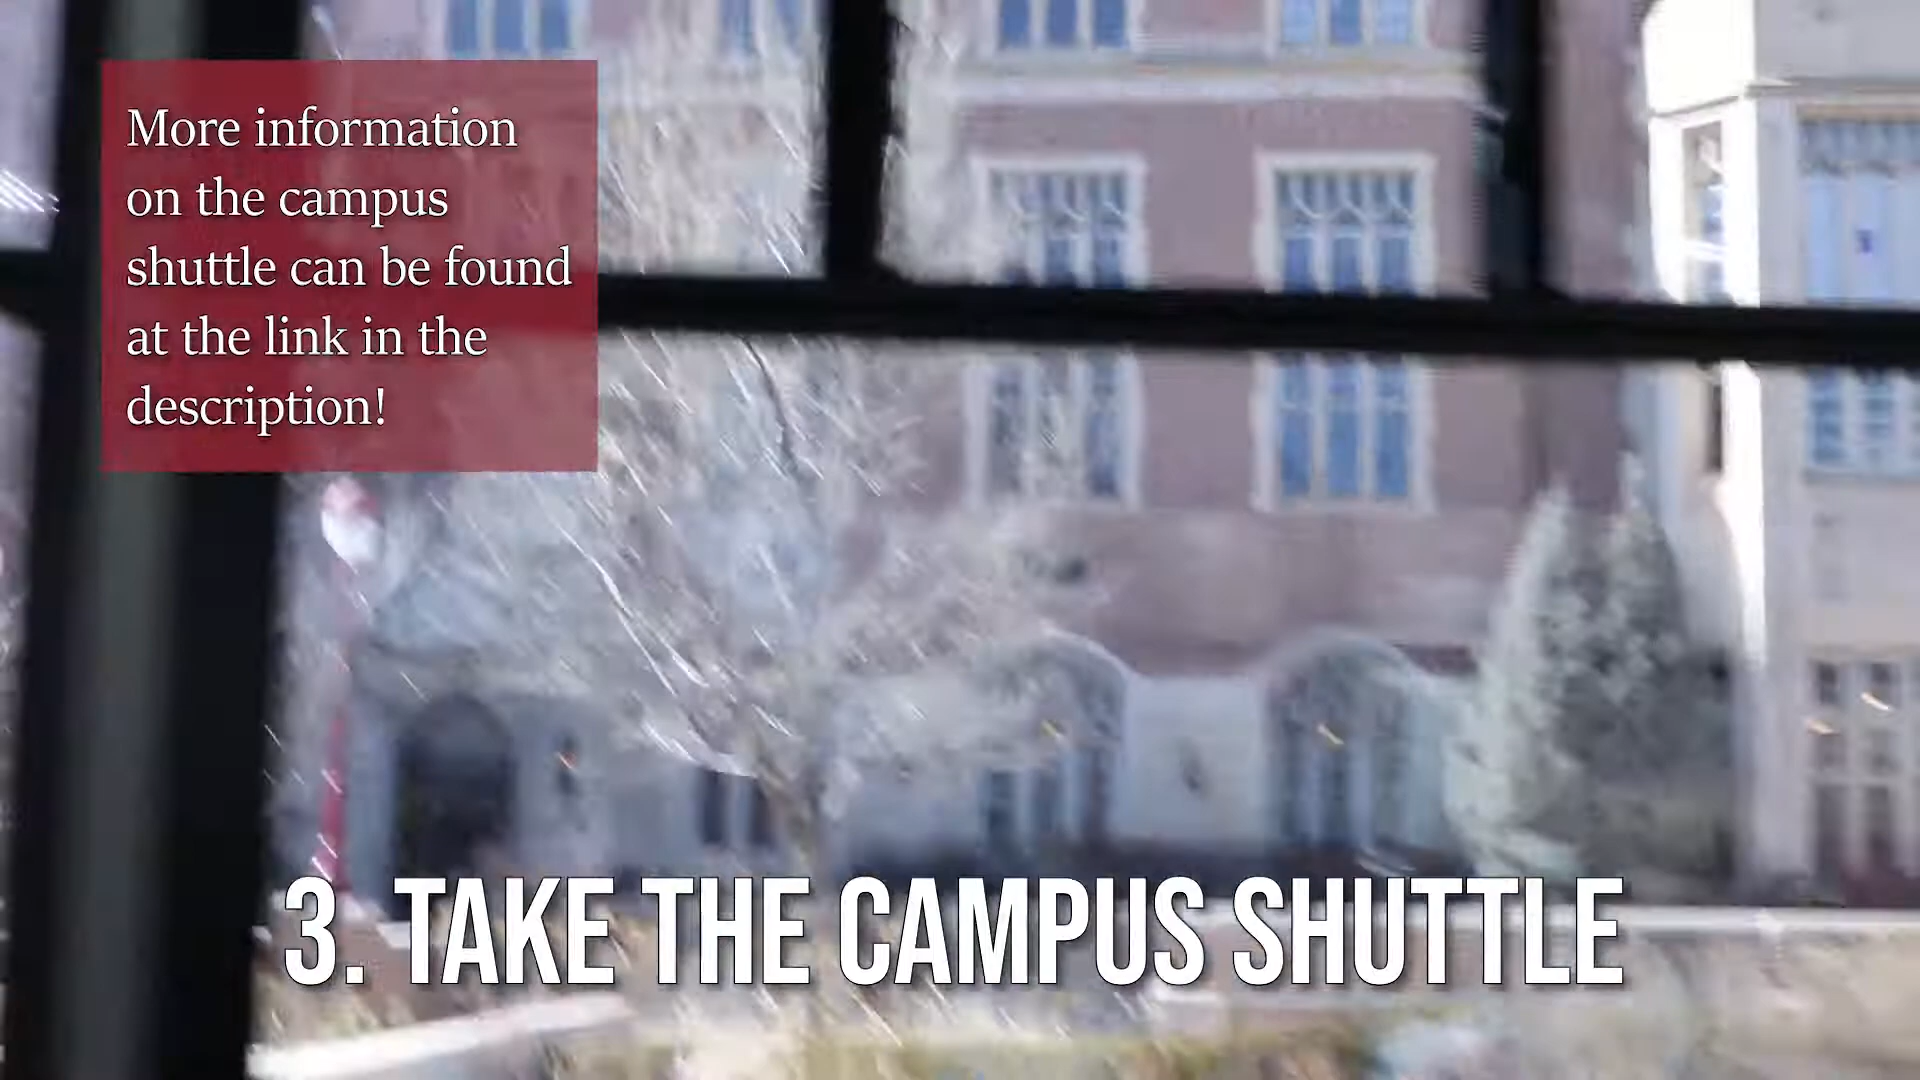 More information
on the campus
shuttle can be found
at the link in the
description!
3. TAKE THE CAMPUS SHUTTLE